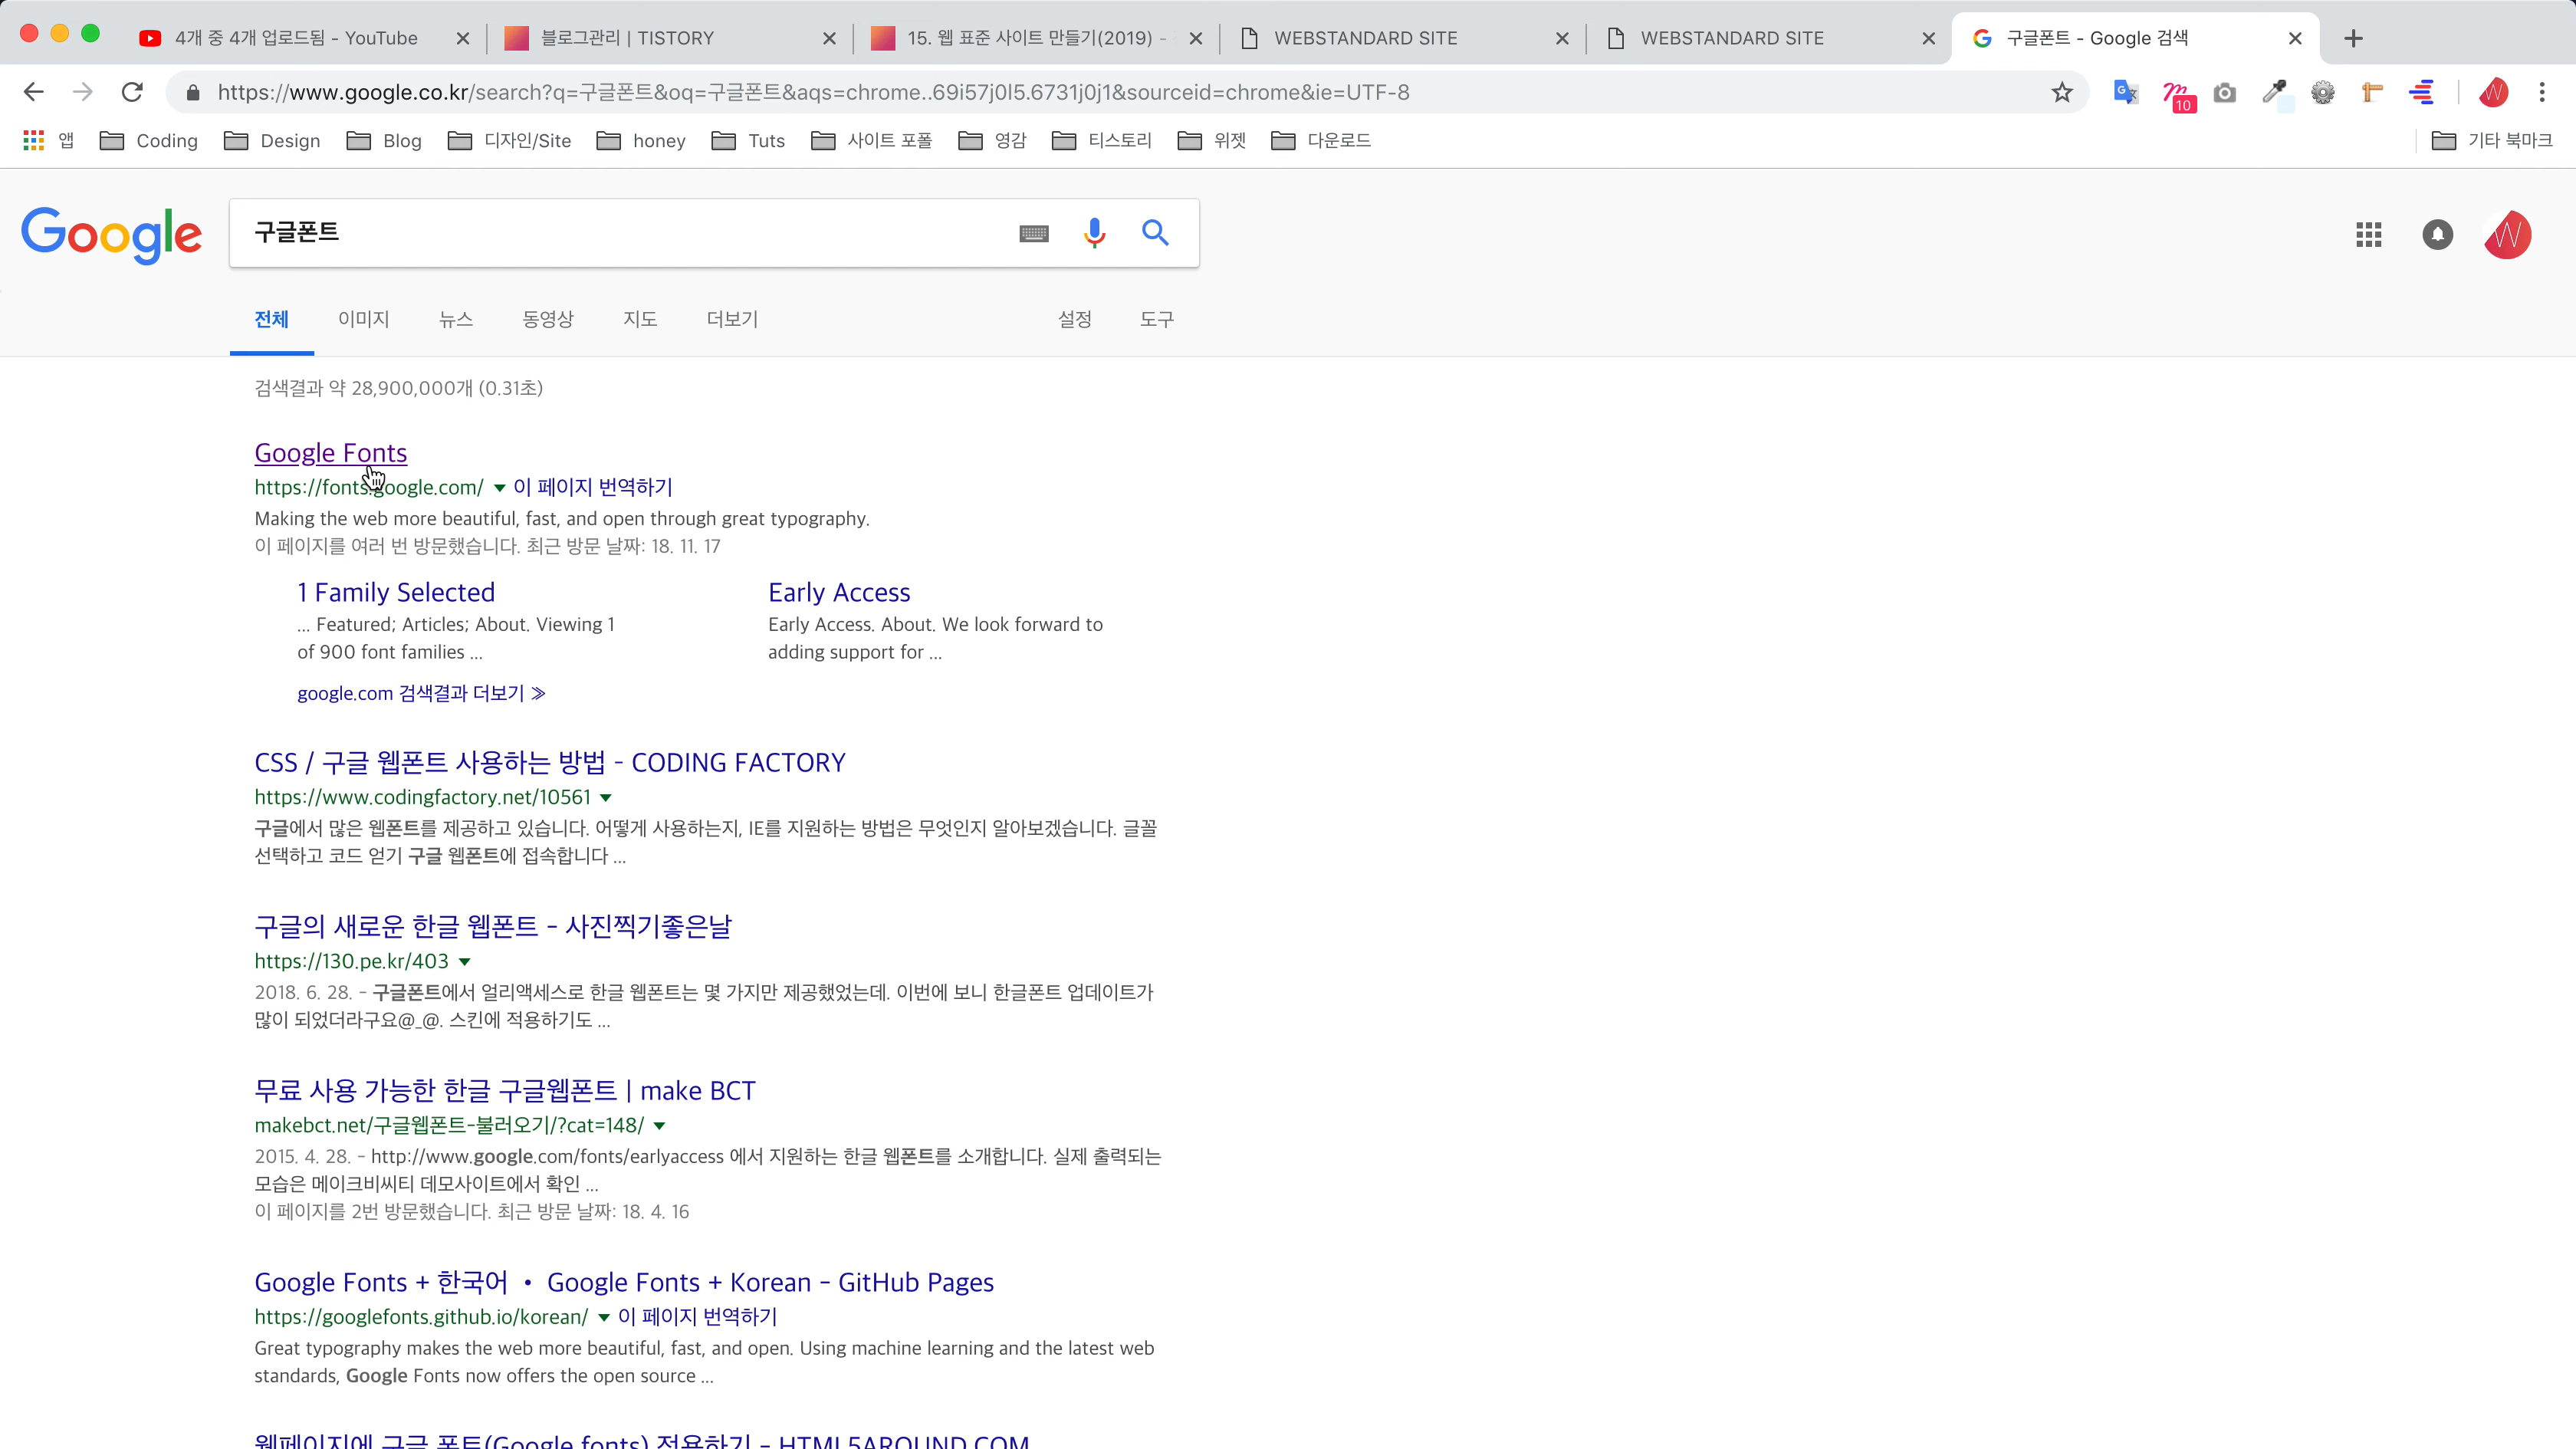 4개 중 4개 업로드됨 - YouTube
블로그관리 | TISTORY
15. 웹 표준 사이트 만들기(2019) -
WEBSTANDARD SITE
WEBSTANDARD SITE
구글폰트 - Google 검색
https://www.google.co.kr/search?q=구글폰트&oq=구글폰트&aqs=chrome..69i57j0l5.6731j0j1&sourceid=chrome&ie=UTF-8
10
앱 Coding Design Blog 디자인/Site honey Tuts 사이트 포폴 영감 티스토리 위젯 다운로드 기타 북마크
Google 구글폰트
전체 이미지 뉴스 동영상 지도 더보기 설정 도구
검색결과 약 28,900,000개 (0.31초)
Google Fonts
https://fonts.google.com/ 이 페이지 번역하기
Making the web more beautiful, fast, and open through great typography.
이 페이지를 여러 번 방문했습니다. 최근 방문 날짜: 18. 11. 17
1 Family Selected
... Featured; Articles; About. Viewing 1
of 900 font families ...
Early Access
Early Access. About. We look forward to
adding support for ...
google.com 검색결과 더보기 ≫
CSS / 구글 웹폰트 사용하는 방법 - CODING FACTORY
https://www.codingfactory.net/10561
구글에서 많은 웹폰트를 제공하고 있습니다. 어떻게 사용하는지, IE를 지원하는 방법은 무엇인지 알아보겠습니다. 글꼴
선택하고 코드 얻기 구글 웹폰트에 접속합니다 ...
구글의 새로운 한글 웹폰트 - 사진찍기좋은날
https://130.pe.kr/403
2018. 6. 28. - 구글폰트에서 얼리액세스로 한글 웹폰트는 몇 가지만 제공했었는데. 이번에 보니 한글폰트 업데이트가
많이 되었더라구요@_@. 스킨에 적용하기도 ...
무료 사용 가능한 한글 구글웹폰트 | make BCT
makebct.net/구글웹폰트-불러오기/?cat=148/
2015. 4. 28. - http://www.google.com/fonts/earlyaccess 에서 지원하는 한글 웹폰트를 소개합니다. 실제 출력되는
모습은 메이크비씨티 데모사이트에서 확인 ...
이 페이지를 2번 방문했습니다. 최근 방문 날짜: 18. 4. 16
Google Fonts + 한국어 • Google Fonts + Korean - GitHub Pages
https://googlefonts.github.io/korean/ 이 페이지 번역하기
Great typography makes the web more beautiful, fast, and open. Using machine learning and the latest web
standards, Google Fonts now offers the open source ...
웹페이지에 구글 폰트(Google fonts) 적용하기 - HTML5AROUND.COM